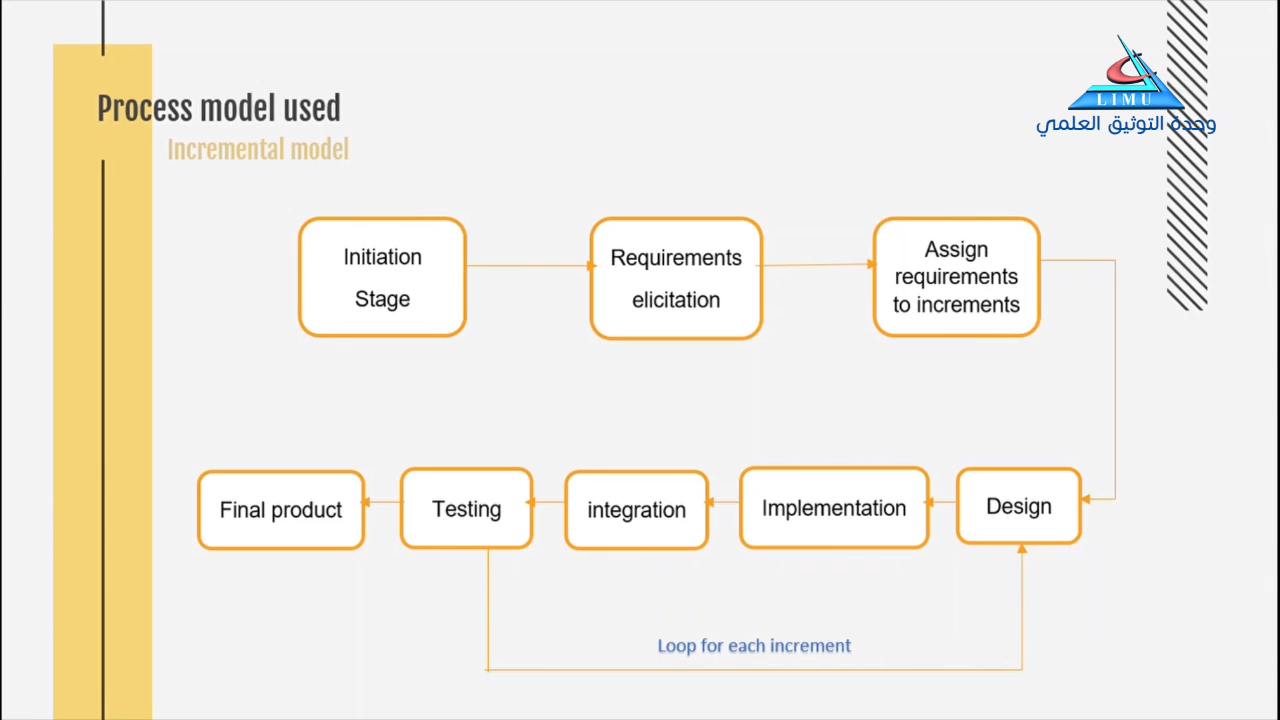 Process model used
Incremental model
LIMU
وحدة التوثيق العلمي
Initiation
Stage
Requirements
elicitation
Assign
requirements
to increments
Final product
Testing
integration
Implementation
Design
Loop for each increment